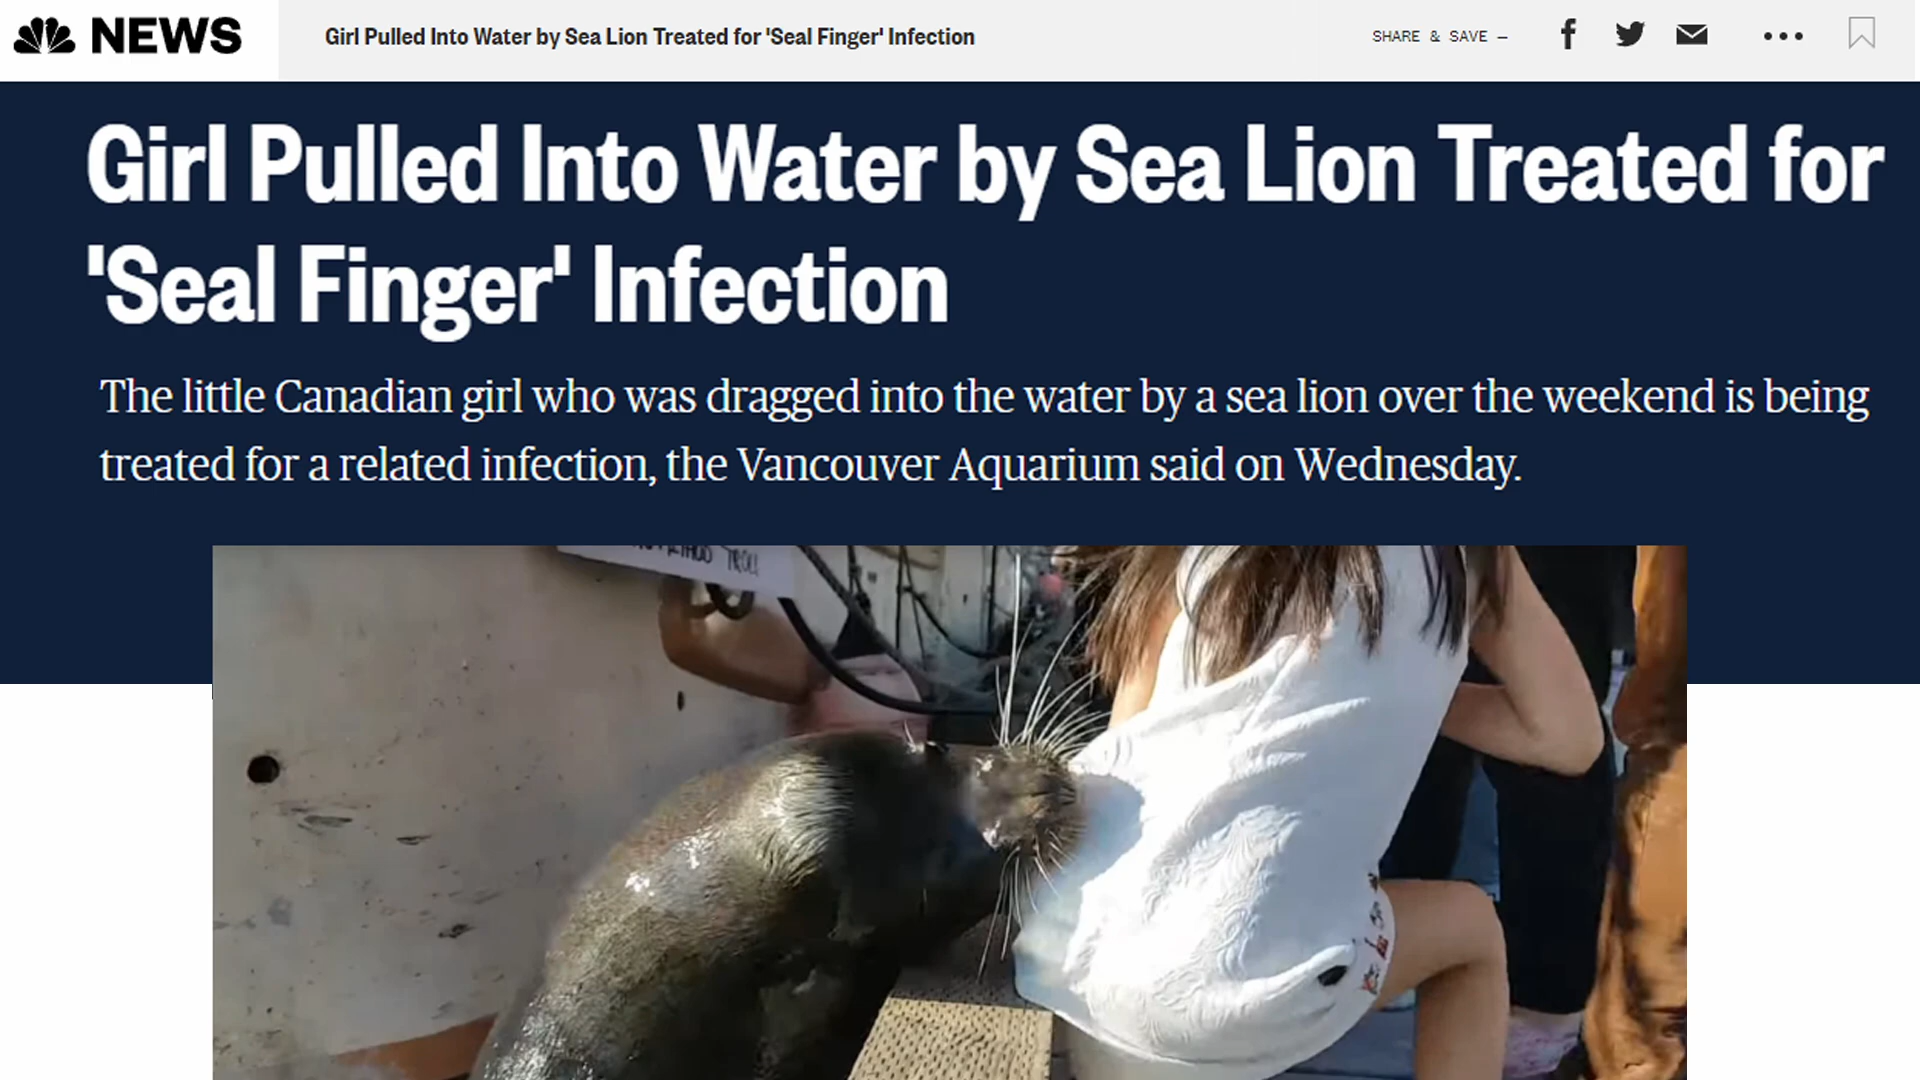 NEWS
Girl Pulled Into Water by Sea Lion Treated for 'Seal Finger' Infection
SHARE & SAVE —
Girl Pulled Into Water by Sea Lion Treated for
'Seal Finger' Infection
The little Canadian girl who was dragged into the water by a sea lion over the weekend is being
treated for a related infection, the Vancouver Aquarium said on Wednesday.
TROLL